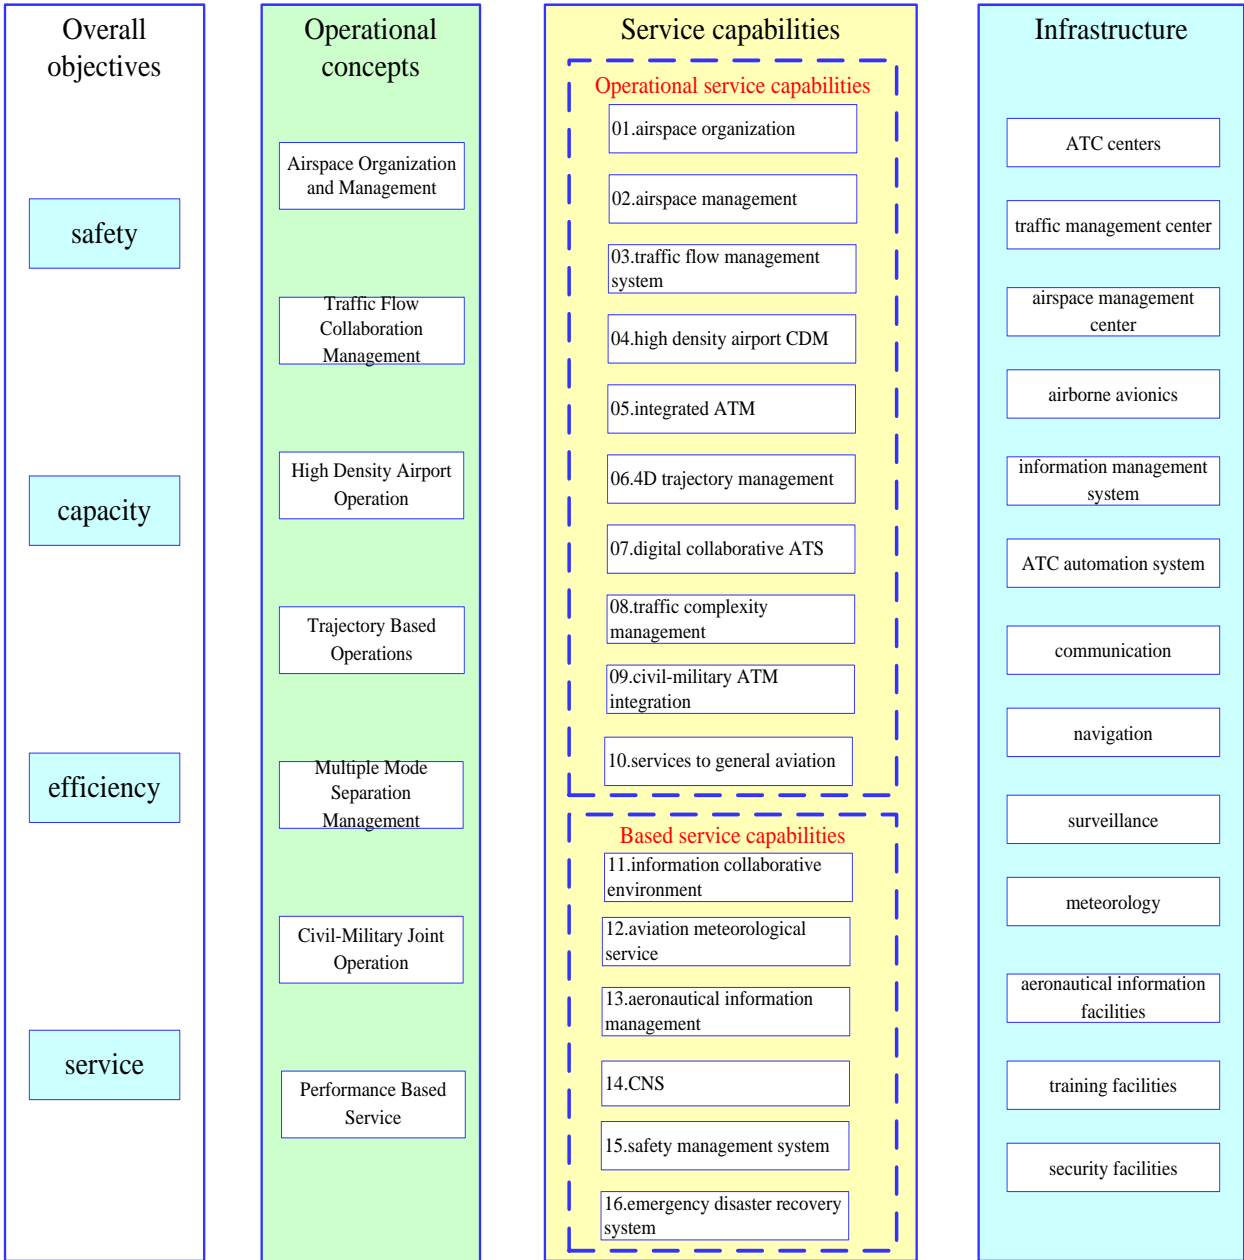 Overall
objectives
safety
capacity
efficiency
service
Operational
concepts
Airspace Organization
and Management
Traffic Flow
Collaboration
Management
High Density Airport
Operation
Trajectory Based
Operations
Multiple Mode
Separation
Management
Civil-Military Joint
Operation
Performance Based
Service
Service capabilities
Operational service capabilities
01.airspace organization
02.airspace management
03.traffic flow management
system
04.high density airport CDM
05.integrated ATM
06.4D trajectory management
07.digital collaborative ATS
08.traffic complexity
management
09.civil-military ATM
integration
10.services to general aviation
Based service capabilities
11.information collaborative
environment
12.aviation meteorological
service
13.aeronautical information
management
14.CNS
15.safety management system
16.emergency disaster recovery
system
Infrastructure
ATC centers
traffic management center
airspace management
center
airborne avionics
information management
system
ATC automation system
communication
navigation
surveillance
meteorology
aeronautical information
facilities
training facilities
security facilities